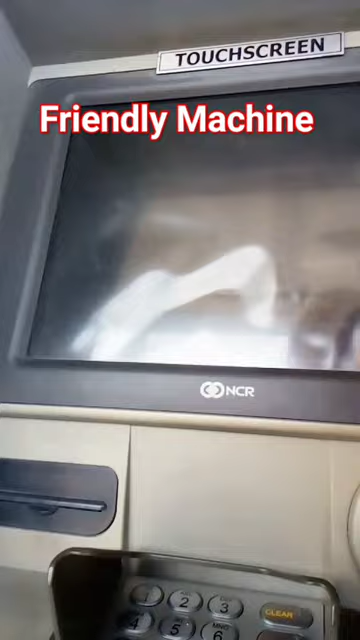 TOUCHSCREEN
Friendly Machine
NCR
1 2 3
CLEAR
4 5 6